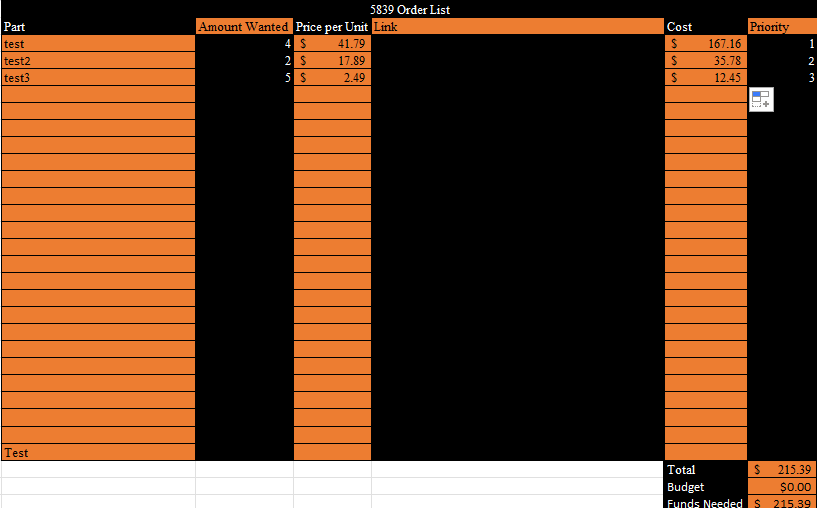 5839 Order List
Part Amount Wanted Price per Unit Link Cost Priority
test 4 $ 41.79 $ 167.16 1
test2 2 $ 17.89 $ 35.78 2
test3 5 $ 2.49 $ 12.45 3
Test
Total $ 215.39
Budget $0.00
Funds Needed $ 215.39